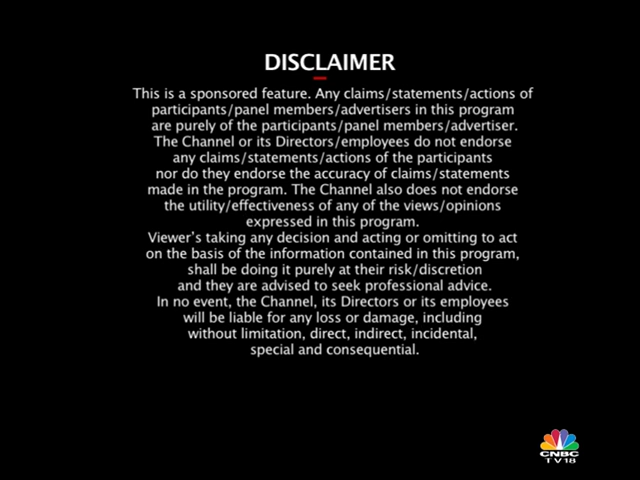 DISCLAIMER
This is a sponsored feature. Any claims/statements/actions of
participants/panel members/advertisers in this program
are purely of the participants/panel members/advertiser.
The Channel or its Directors/employees do not endorse
any claims/statements/actions of the participants
nor do they endorse the accuracy of claims/statements
made in the program. The Channel also does not endorse
the utility/effectiveness of any of the views/opinions
expressed in this program.
Viewer's taking any decision and acting or omitting to act
on the basis of the information contained in this program,
shall be doing it purely at their risk/discretion
and they are advised to seek professional advice.
In no event, the Channel, its Directors or its employees
will be liable for any loss or damage, including
without limitation, direct, indirect, incidental,
special and consequential.
CNBC
TV18